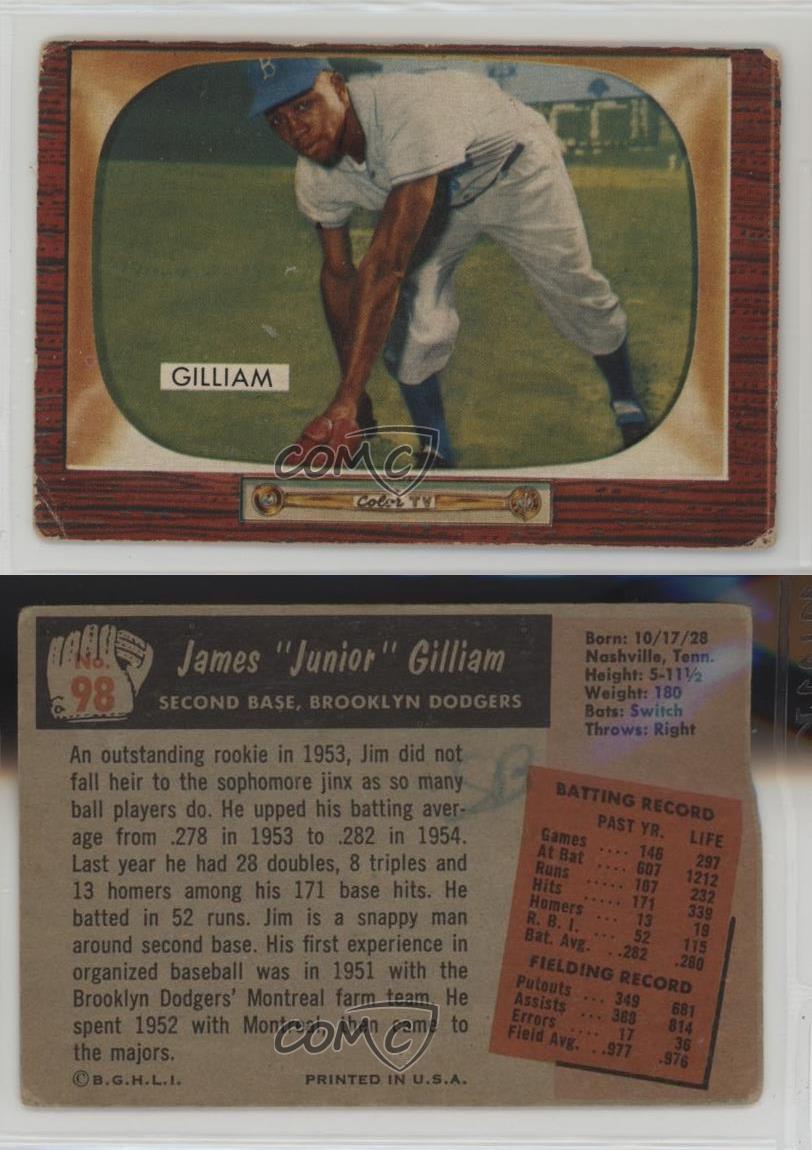 B
GILLIAM
COMC
Color TV
No.
98
James "Junior" Gilliam
SECOND BASE, BROOKLYN DODGERS
Born: 10/17/28
Nashville, Tenn.
Height: 5-11½
Weight: 180
Bats: Switch
Throws: Right
An outstanding rookie in 1953, Jim did not
fall heir to the sophomore jinx as so many
ball players do. He upped his batting aver-
age from .278 in 1953 to .282 in 1954.
Last year he had 28 doubles, 8 triples and
13 homers among his 171 base hits. He
batted in 52 runs. Jim is a snappy man
around second base. His first experience in
organized baseball was in 1951 with the
Brooklyn Dodgers' Montreal farm team. He
spent 1952 with Montreal, then came to
the majors.
BATTING RECORD
PAST YR. LIFE
Games .... 146 297
At Bat .... 607 1212
Runs ..... 107 232
Hits ..... 171 339
Homers ... 13 19
R. B. I. ... 52 115
Bat. Avg. .. .282 .280
FIELDING RECORD
Putouts ... 349 681
Assists ... 388 814
Errors .... 17 36
Field Avg. . .977 .976
COMC
©B.G.H.L.I. PRINTED IN U.S.A.